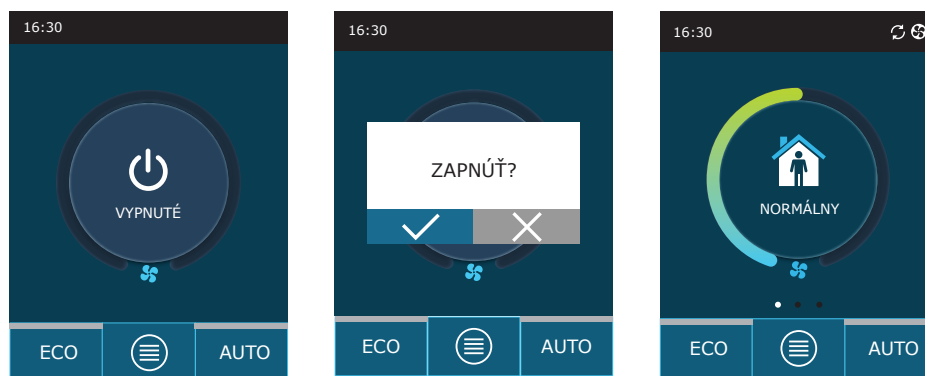 16:30
VYPNUTÉ
ECO
AUTO
16:30
ZAPNÚŤ?
ECO
AUTO
16:30
NORMÁLNY
ECO
AUTO